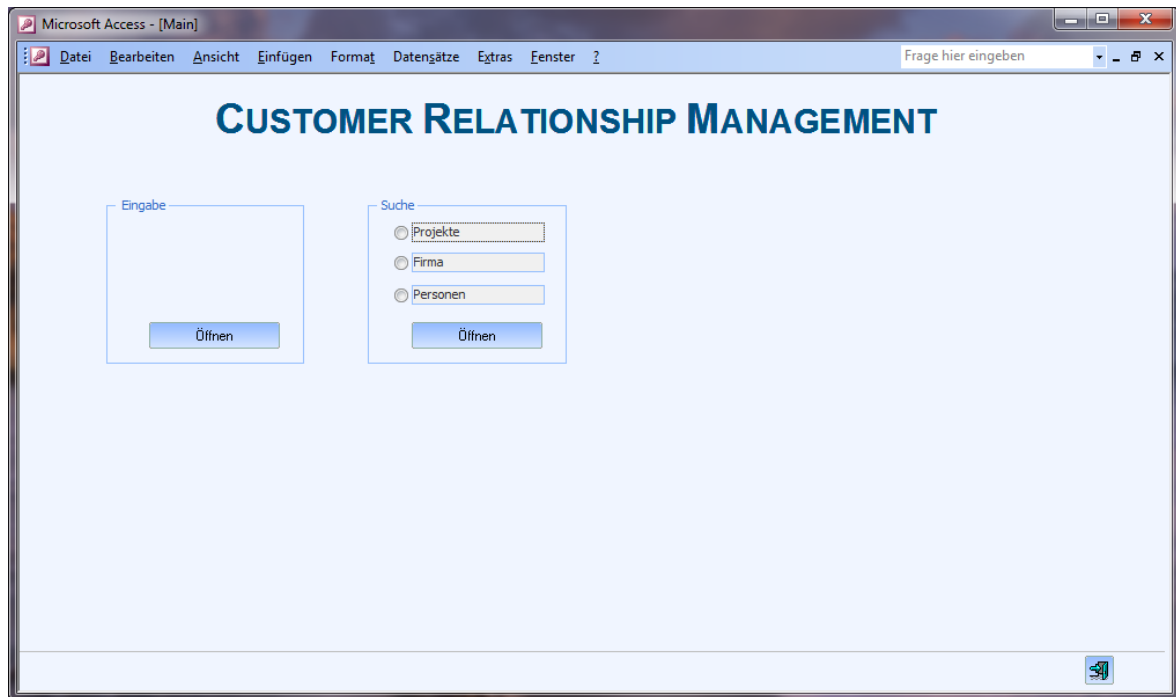 Microsoft Access - [Main]
Datei Bearbeiten Ansicht Einfügen Format Datensätze Extras Fenster ? Frage hier eingeben
CUSTOMER RELATIONSHIP MANAGEMENT
Eingabe
Öffnen
Suche
Projekte
Firma
Personen
Öffnen